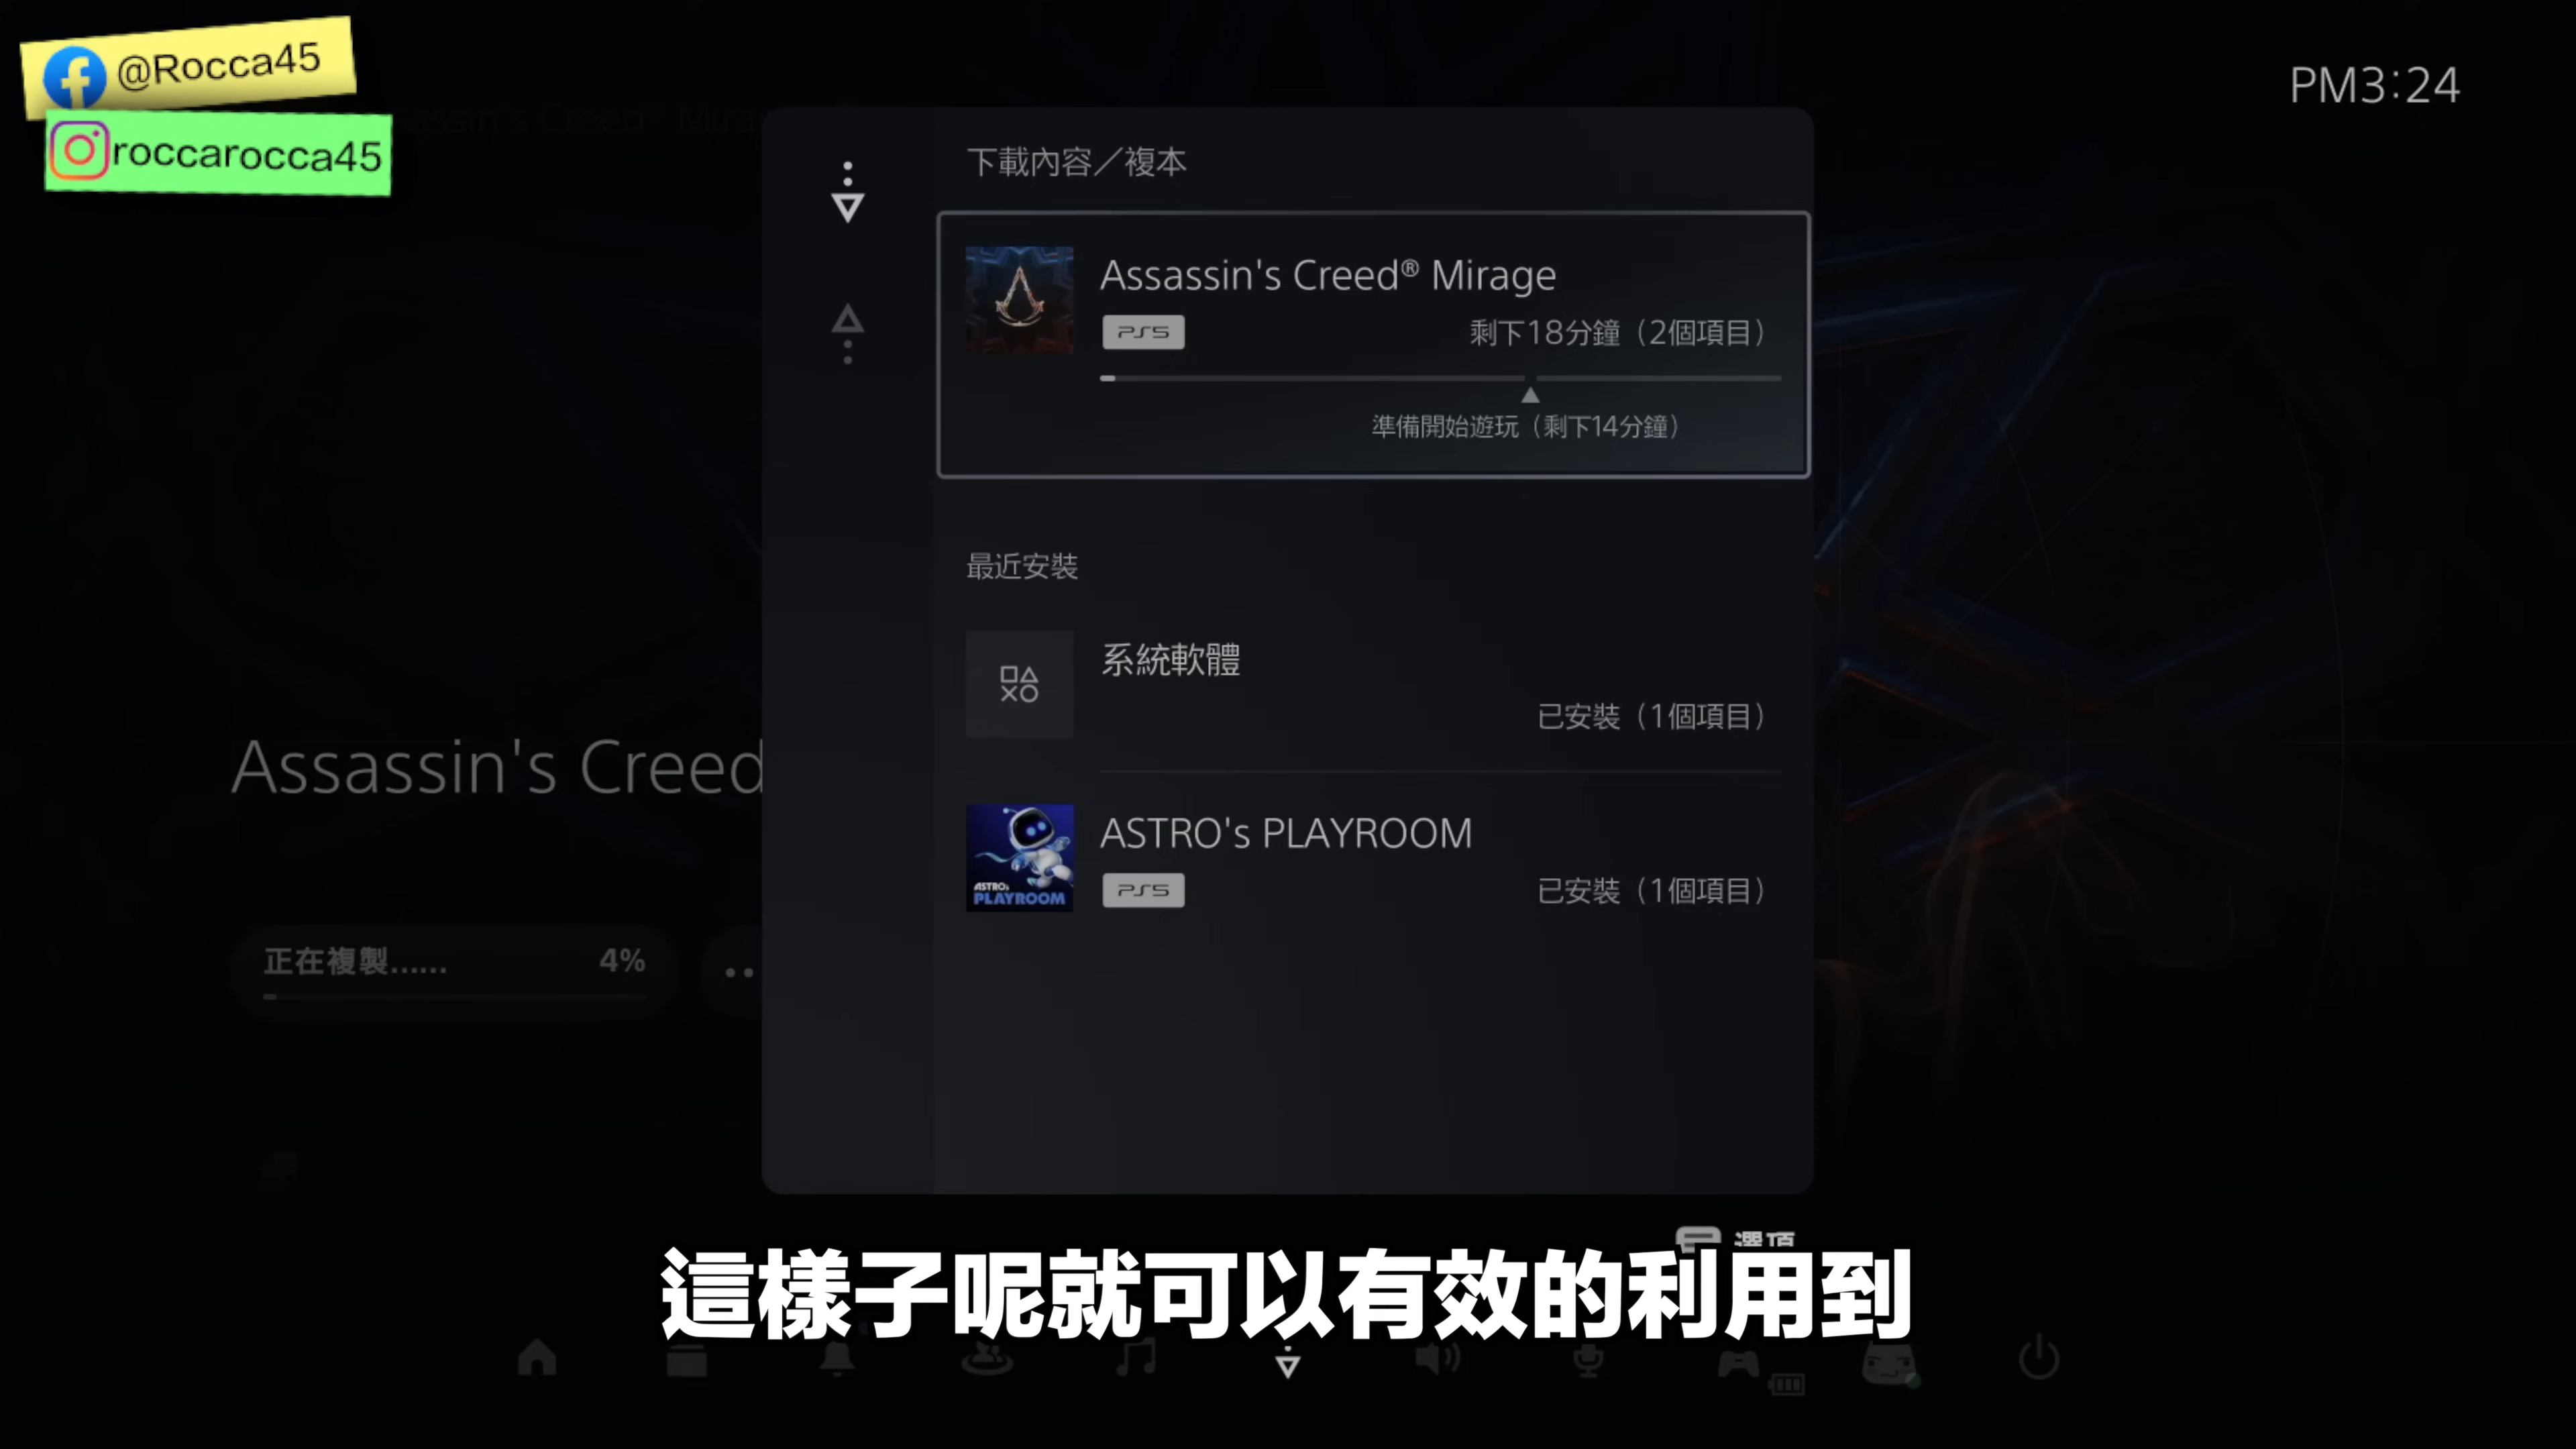 @Rocca45
roccarocca45
PM3:24
下載內容／複本
Assassin's Creed® Mirage
PS5
剩下18分鐘（2個項目）
準備開始遊玩（剩下14分鐘）
最近安裝
系統軟體
已安裝（1個項目）
Assassin's Creed
ASTRO's PLAYROOM
ASTRO's
PLAYROOM
PS5
已安裝（1個項目）
正在複製...... 4%
選項
這樣子呢就可以有效的利用到